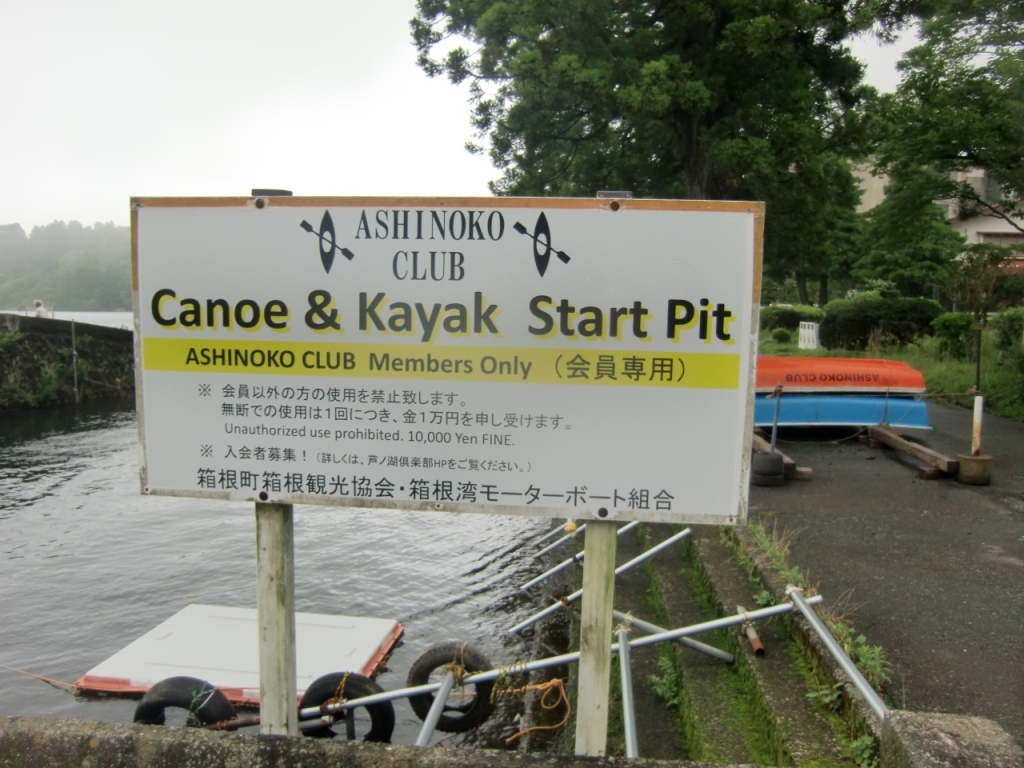 ASHINOKO
CLUB
Canoe & Kayak Start Pit
ASHINOKO CLUB Members Only (会員専用)
※ 会員以外の方の使用を禁止致します。
無断での使用は1回につき、金1万円を申し受けます。
Unauthorized use prohibited. 10,000 Yen FINE.
※ 入会者募集！（詳しくは、芦ノ湖倶楽部HPをご覧ください。）
箱根町箱根観光協会・箱根湾モーターボート組合
ASHINOKO CLUB